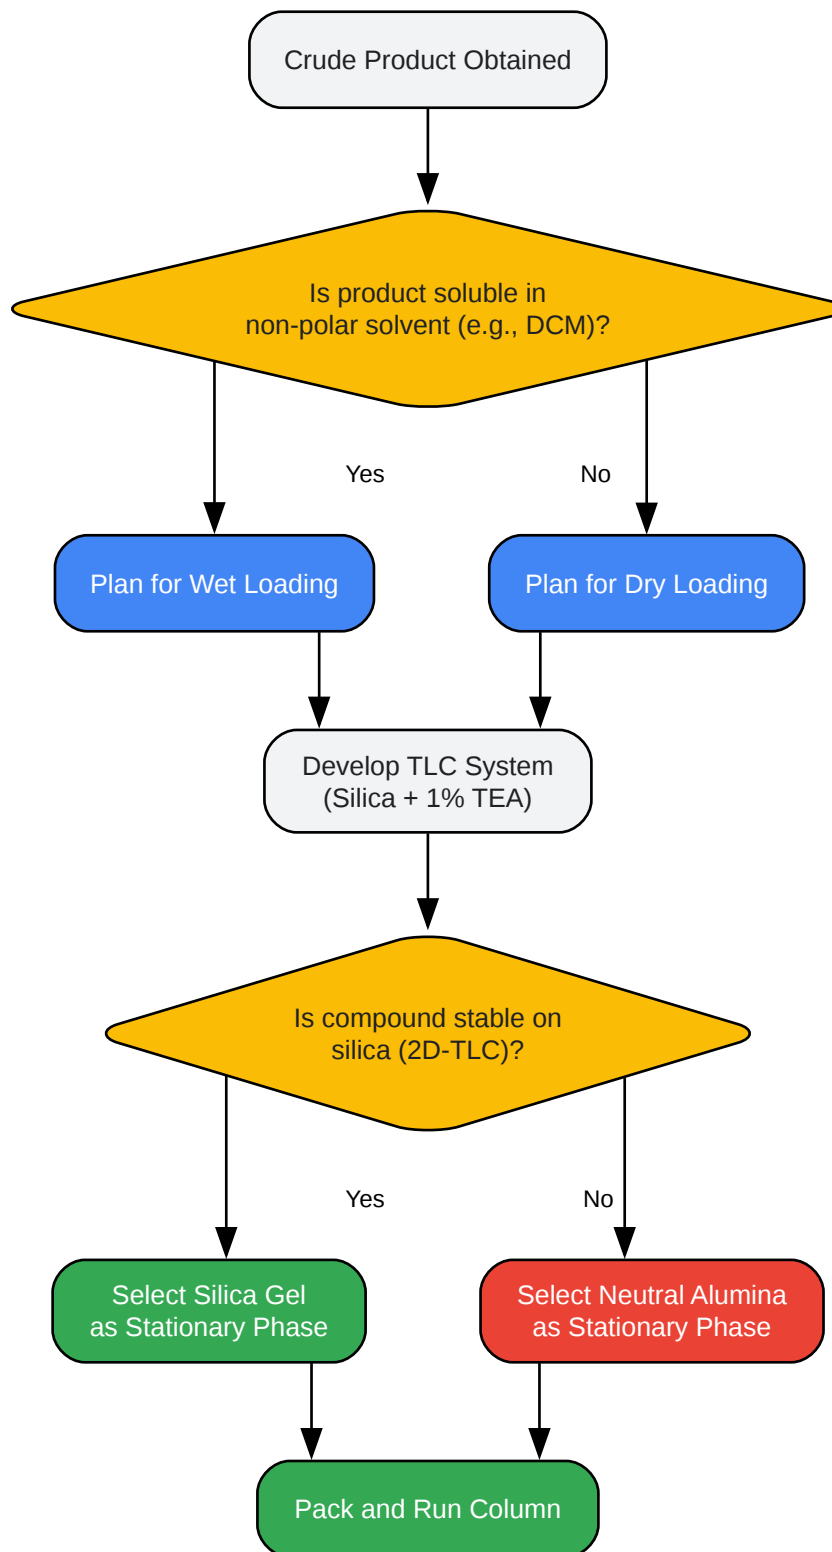 Crude Product Obtained
Is product soluble in
non-polar solvent (e.g., DCM)?
Yes
No
Plan for Wet Loading
Plan for Dry Loading
Develop TLC System
(Silica + 1% TEA)
Is compound stable on
silica (2D-TLC)?
Yes
No
Select Silica Gel
as Stationary Phase
Select Neutral Alumina
as Stationary Phase
Pack and Run Column